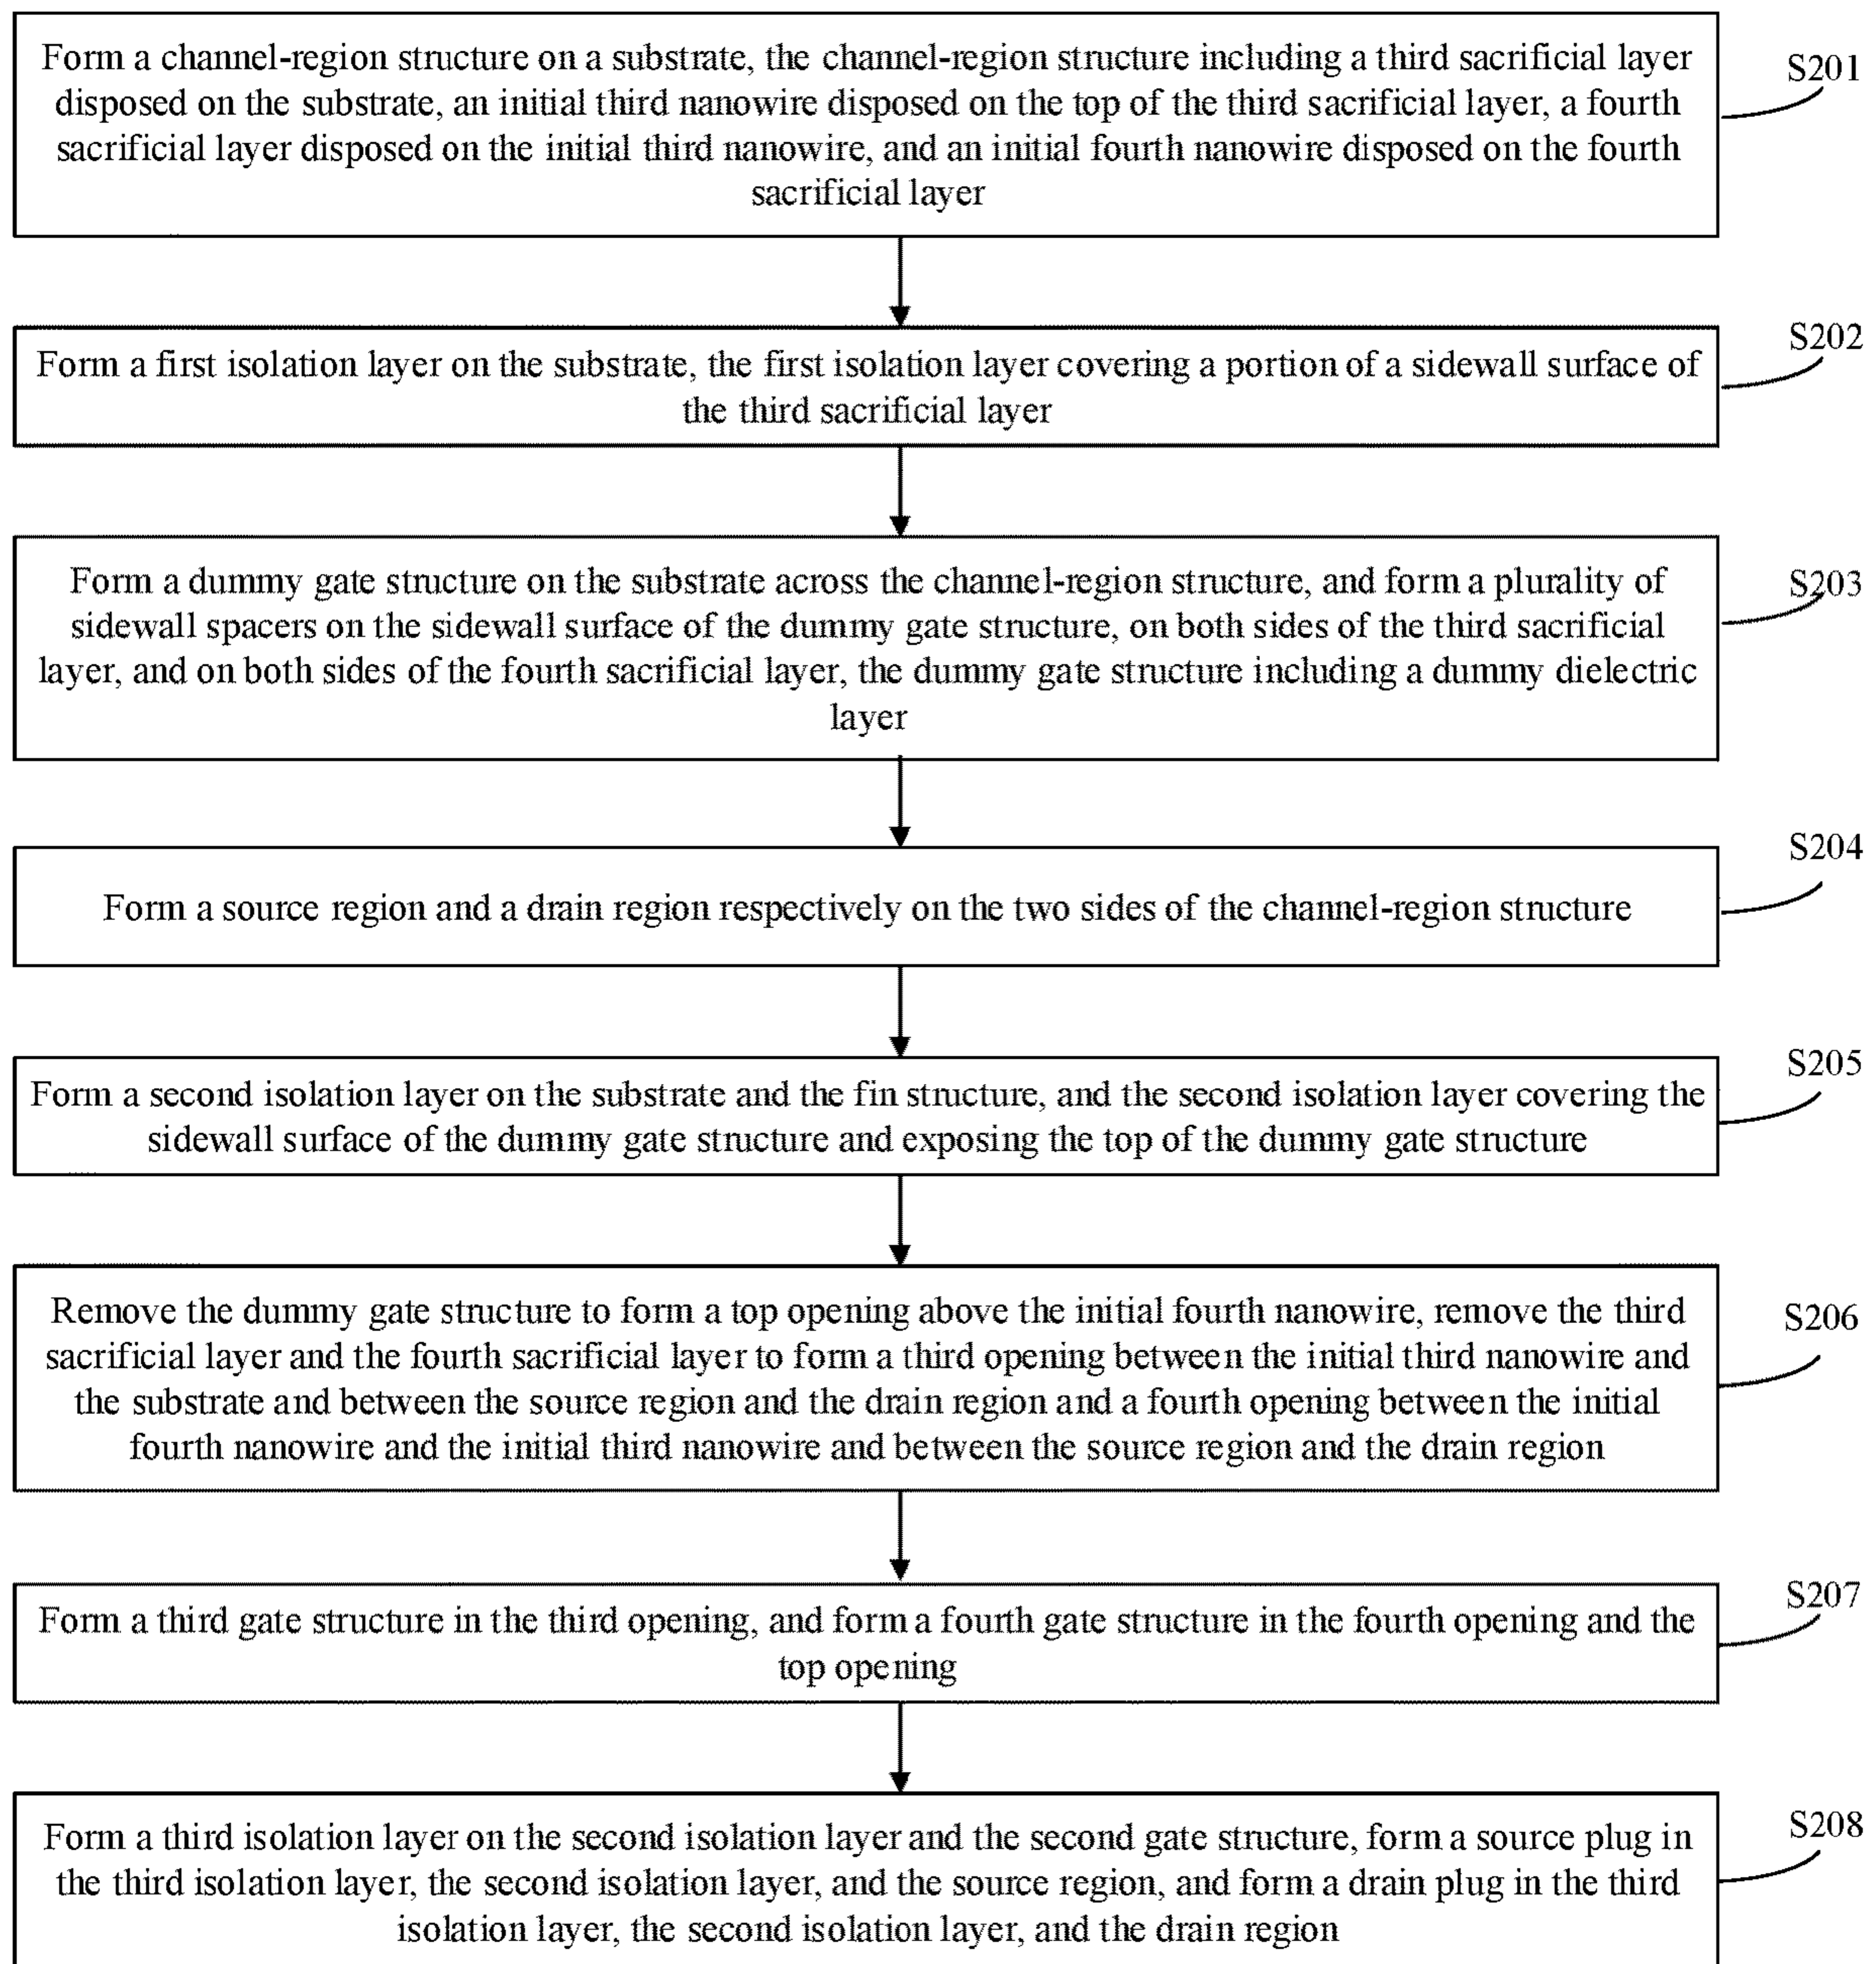 Form a channel-region structure on a substrate, the channel-region structure including a third sacrificial layer
disposed on the substrate, an initial third nanowire disposed on the top of the third sacrificial layer, a fourth
sacrificial layer disposed on the initial third nanowire, and an initial fourth nanowire disposed on the fourth
sacrificial layer
S201
Form a first isolation layer on the substrate, the first isolation layer covering a portion of a sidewall surface of
the third sacrificial layer
S202
Form a dummy gate structure on the substrate across the channel-region structure, and form a plurality of
sidewall spacers on the sidewall surface of the dummy gate structure, on both sides of the third sacrificial
layer, and on both sides of the fourth sacrificial layer, the dummy gate structure including a dummy dielectric
layer
S203
Form a source region and a drain region respectively on the two sides of the channel-region structure
S204
Form a second isolation layer on the substrate and the fin structure, and the second isolation layer covering the
sidewall surface of the dummy gate structure and exposing the top of the dummy gate structure
S205
Remove the dummy gate structure to form a top opening above the initial fourth nanowire, remove the third
sacrificial layer and the fourth sacrificial layer to form a third opening between the initial third nanowire and
the substrate and between the source region and the drain region and a fourth opening between the initial
fourth nanowire and the initial third nanowire and between the source region and the drain region
S206
Form a third gate structure in the third opening, and form a fourth gate structure in the fourth opening and the
top opening
S207
Form a third isolation layer on the second isolation layer and the second gate structure, form a source plug in
the third isolation layer, the second isolation layer, and the source region, and form a drain plug in the third
isolation layer, the second isolation layer, and the drain region
S208